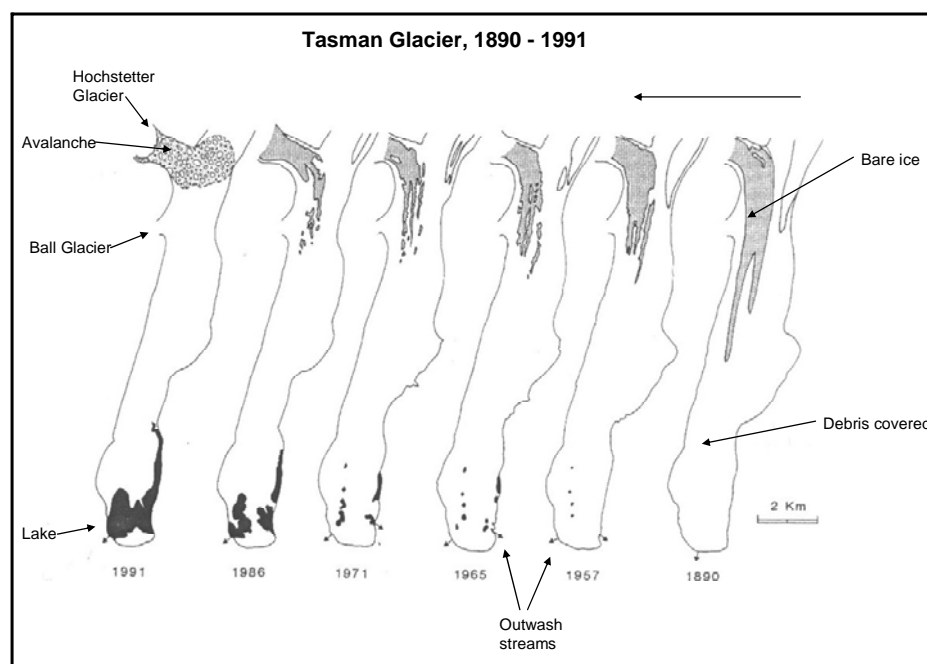 Tasman Glacier, 1890 - 1991
Hochstetter
Glacier
Avalanche
Bare ice
Ball Glacier
Debris covered
2 Km
Lake
1991
1986
1971
1965
1957
1890
Outwash
streams